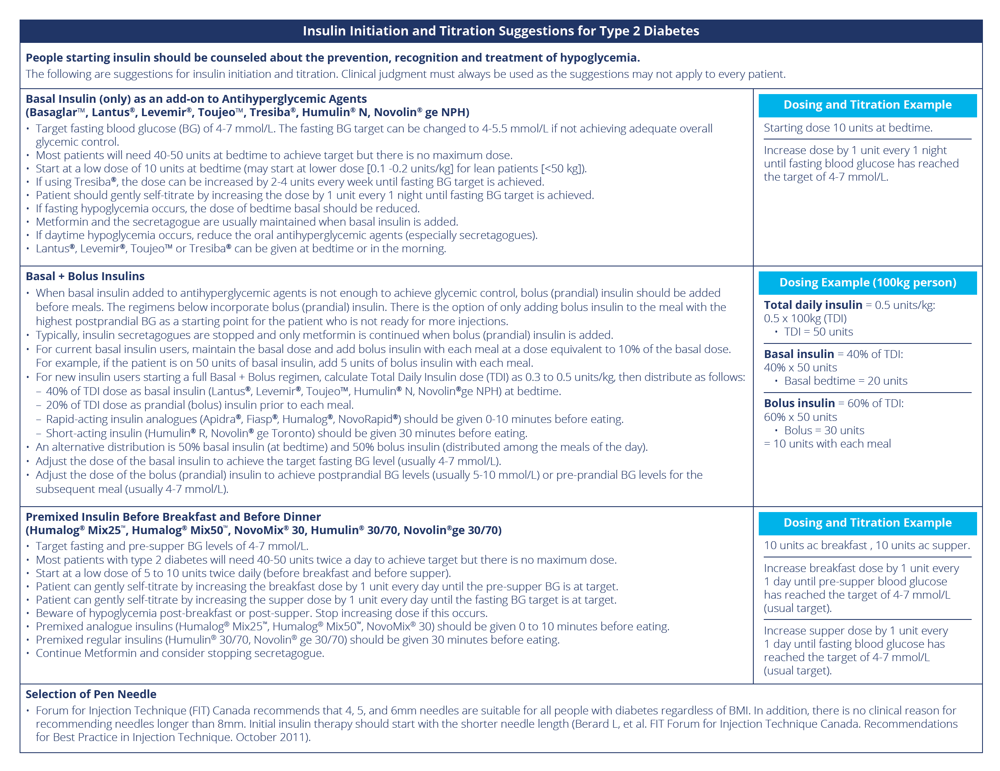 Insulin Initiation and Titration Suggestions for Type 2 Diabetes
People starting insulin should be counseled about the prevention, recognition and treatment of hypoglycemia.
The following are suggestions for insulin initiation and titration. Clinical judgment must always be used as the suggestions may not apply to every patient.
Basal Insulin (only) as an add-on to Antihyperglycemic Agents
(Basaglar™, Lantus®, Levemir®, Toujeo™, Tresiba®, Humulin® N, Novolin® ge NPH)
• Target fasting blood glucose (BG) of 4-7 mmol/L. The fasting BG target can be changed to 4-5.5 mmol/L if not achieving adequate overall
glycemic control.
• Most patients will need 40-50 units at bedtime to achieve target but there is no maximum dose.
• Start at a low dose of 10 units at bedtime (may start at lower dose [0.1 -0.2 units/kg] for lean patients [<50 kg]).
• If using Tresiba®, the dose can be increased by 2-4 units every week until fasting BG target is achieved.
• Patient should gently self-titrate by increasing the dose by 1 unit every 1 night until fasting BG target is achieved.
• If fasting hypoglycemia occurs, the dose of bedtime basal should be reduced.
• Metformin and the secretagogue are usually maintained when basal insulin is added.
• If daytime hypoglycemia occurs, reduce the oral antihyperglycemic agents (especially secretagogues).
• Lantus®, Levemir®, Toujeo™ or Tresiba® can be given at bedtime or in the morning.
Dosing and Titration Example
Starting dose 10 units at bedtime.
Increase dose by 1 unit every 1 night
until fasting blood glucose has reached
the target of 4-7 mmol/L.
Basal + Bolus Insulins
• When basal insulin added to antihyperglycemic agents is not enough to achieve glycemic control, bolus (prandial) insulin should be added
before meals. The regimens below incorporate bolus (prandial) insulin. There is the option of only adding bolus insulin to the meal with the
highest postprandial BG as a starting point for the patient who is not ready for more injections.
• Typically, insulin secretagogues are stopped and only metformin is continued when bolus (prandial) insulin is added.
• For current basal insulin users, maintain the basal dose and add bolus insulin with each meal at a dose equivalent to 10% of the basal dose.
For example, if the patient is on 50 units of basal insulin, add 5 units of bolus insulin with each meal.
• For new insulin users starting a full Basal + Bolus regimen, calculate Total Daily Insulin dose (TDI) as 0.3 to 0.5 units/kg, then distribute as follows:
– 40% of TDI dose as basal insulin (Lantus®, Levemir®, Toujeo™, Humulin® N, Novolin®ge NPH) at bedtime.
– 20% of TDI dose as prandial (bolus) insulin prior to each meal.
– Rapid-acting insulin analogues (Apidra®, Fiasp®, Humalog®, NovoRapid®) should be given 0-10 minutes before eating.
– Short-acting insulin (Humulin® R, Novolin® ge Toronto) should be given 30 minutes before eating.
• An alternative distribution is 50% basal insulin (at bedtime) and 50% bolus insulin (distributed among the meals of the day).
• Adjust the dose of the basal insulin to achieve the target fasting BG level (usually 4-7 mmol/L).
• Adjust the dose of the bolus (prandial) insulin to achieve postprandial BG levels (usually 5-10 mmol/L) or pre-prandial BG levels for the
subsequent meal (usually 4-7 mmol/L).
Dosing Example (100kg person)
Total daily insulin = 0.5 units/kg:
0.5 x 100kg (TDI)
• TDI = 50 units
Basal insulin = 40% of TDI:
40% x 50 units
• Basal bedtime = 20 units
Bolus insulin = 60% of TDI:
60% x 50 units
• Bolus = 30 units
= 10 units with each meal
Premixed Insulin Before Breakfast and Before Dinner
(Humalog® Mix25™, Humalog® Mix50™, NovoMix® 30, Humulin® 30/70, Novolin®ge 30/70)
• Target fasting and pre-supper BG levels of 4-7 mmol/L.
• Most patients with type 2 diabetes will need 40-50 units twice a day to achieve target but there is no maximum dose.
• Start at a low dose of 5 to 10 units twice daily (before breakfast and before supper).
• Patient can gently self-titrate by increasing the breakfast dose by 1 unit every day until the pre-supper BG is at target.
• Patient can gently self-titrate by increasing the supper dose by 1 unit every day until the fasting BG target is at target.
• Beware of hypoglycemia post-breakfast or post-supper. Stop increasing dose if this occurs.
• Premixed analogue insulins (Humalog® Mix25™, Humalog® Mix50™, NovoMix® 30) should be given 0 to 10 minutes before eating.
• Premixed regular insulins (Humulin® 30/70, Novolin® ge 30/70) should be given 30 minutes before eating.
• Continue Metformin and consider stopping secretagogue.
Dosing and Titration Example
10 units ac breakfast , 10 units ac supper.
Increase breakfast dose by 1 unit every
1 day until pre-supper blood glucose
has reached the target of 4-7 mmol/L
(usual target).
Increase supper dose by 1 unit every
1 day until fasting blood glucose has
reached the target of 4-7 mmol/L
(usual target).
Selection of Pen Needle
• Forum for Injection Technique (FIT) Canada recommends that 4, 5, and 6mm needles are suitable for all people with diabetes regardless of BMI. In addition, there is no clinical reason for
recommending needles longer than 8mm. Initial insulin therapy should start with the shorter needle length (Berard L, et al. FIT Forum for Injection Technique Canada. Recommendations
for Best Practice in Injection Technique. October 2011).